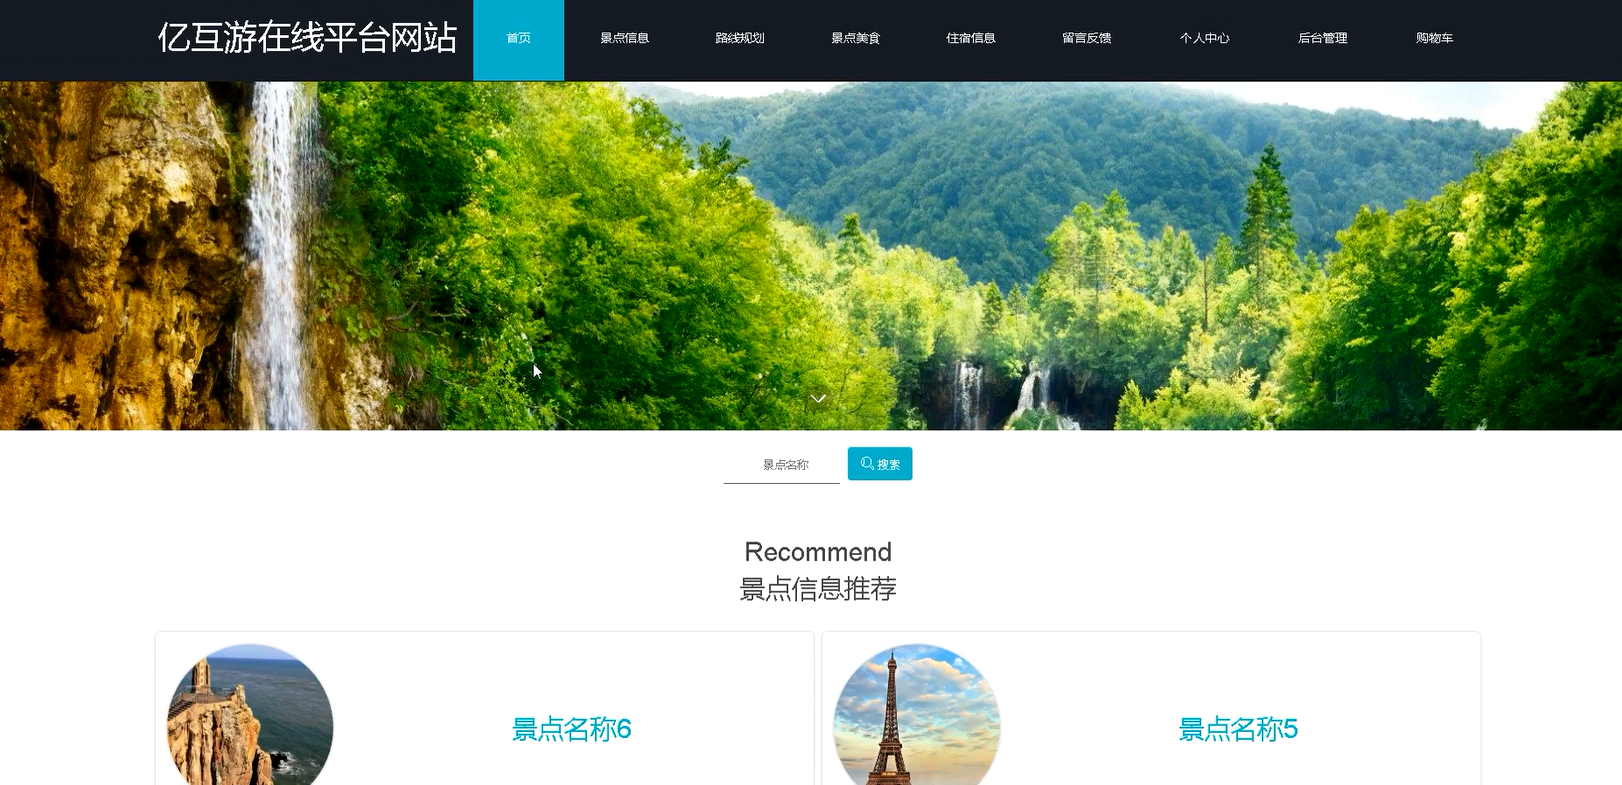 亿互游在线平台网站
首页 景点信息 路线规划 景点美食 住宿信息 留言反馈 个人中心 后台管理 购物车
景点名称 搜索
Recommend
景点信息推荐
景点名称6 景点名称5